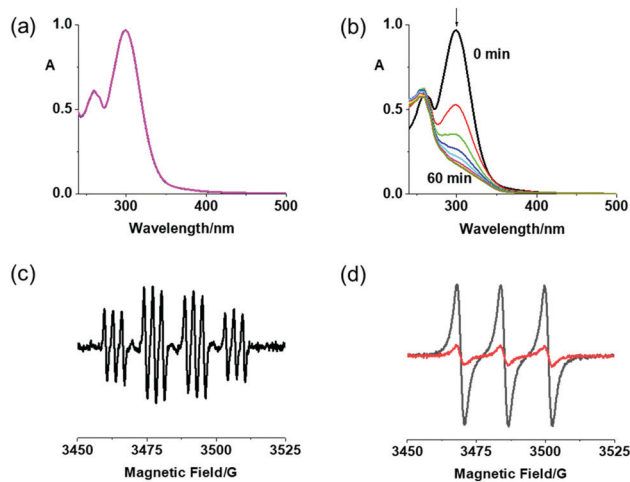 (a)
A
1.0
0.5
0.0
300
400
500
Wavelength/nm
(b)
A
1.0
0.5
0.0
0 min
60 min
300
400
500
Wavelength/nm
(c)
3450
3475
3500
3525
Magnetic Field/G
(d)
3450
3475
3500
3525
Magnetic Field/G